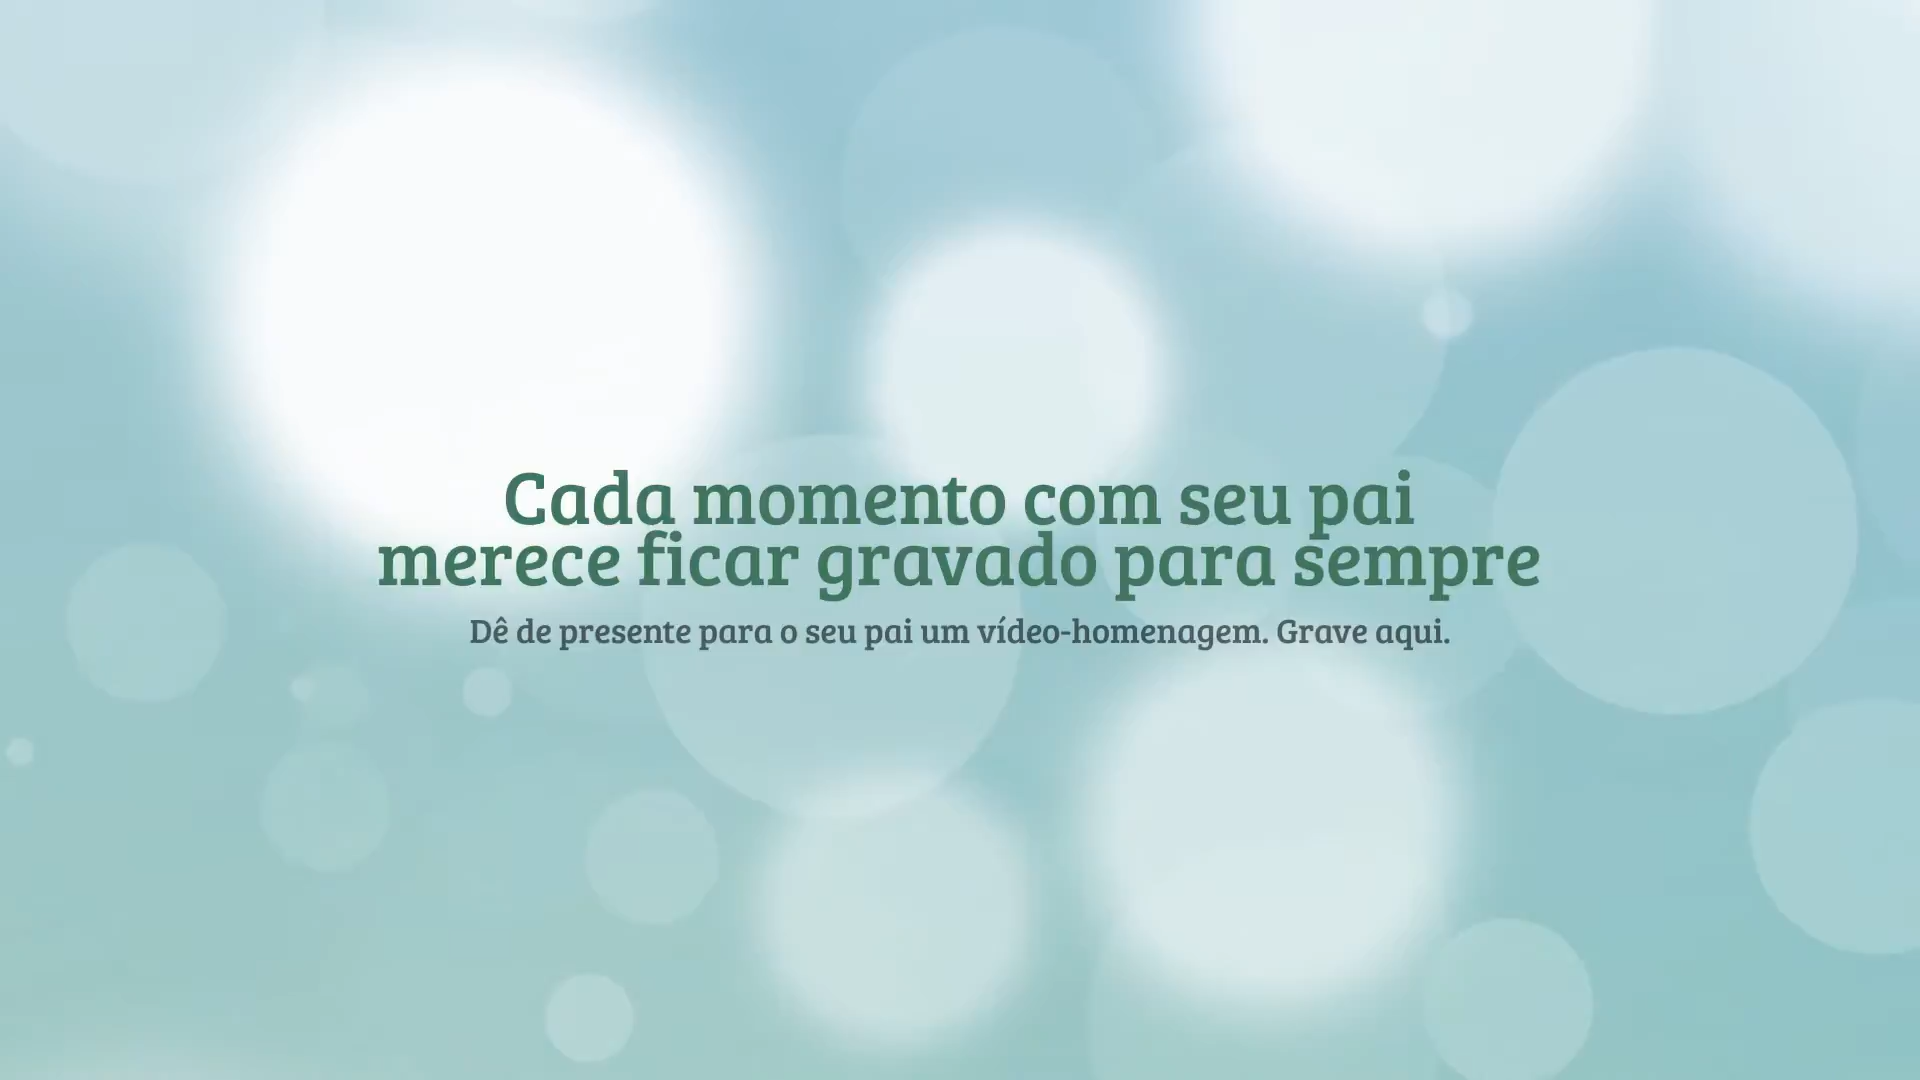 Cada momento com seu pai
merece ficar gravado para sempre
Dê de presente para o seu pai um vídeo-homenagem. Grave aqui.